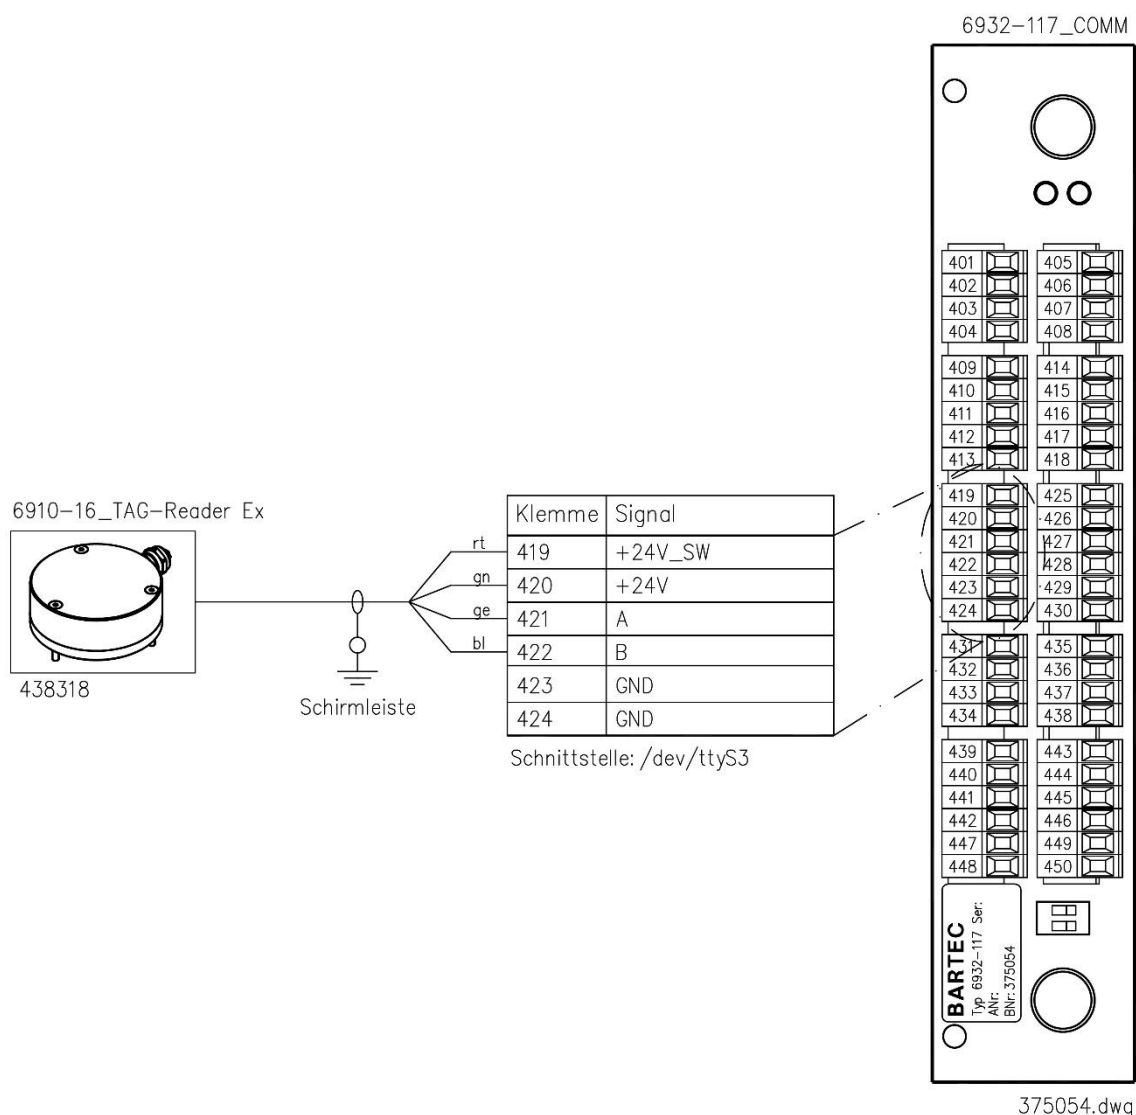 6932-117_COMM
401 405
402 406
403 407
404 408
409 414
410 415
411 416
412 417
413 418
419 425
420 426
421 427
422 428
423 429
424 430
431 435
432 436
433 437
434 438
439 443
440 444
441 445
442 446
447 449
448 450
BARTEC
Typ 6932-117 Ser:
ANr:
BNr:375054
6910-16_TAG-Reader Ex
438318
Schirmleiste
rt
gn
ge
bl
Klemme Signal
419 +24V_SW
420 +24V
421 A
422 B
423 GND
424 GND
Schnittstelle: /dev/ttyS3
375054.dwg